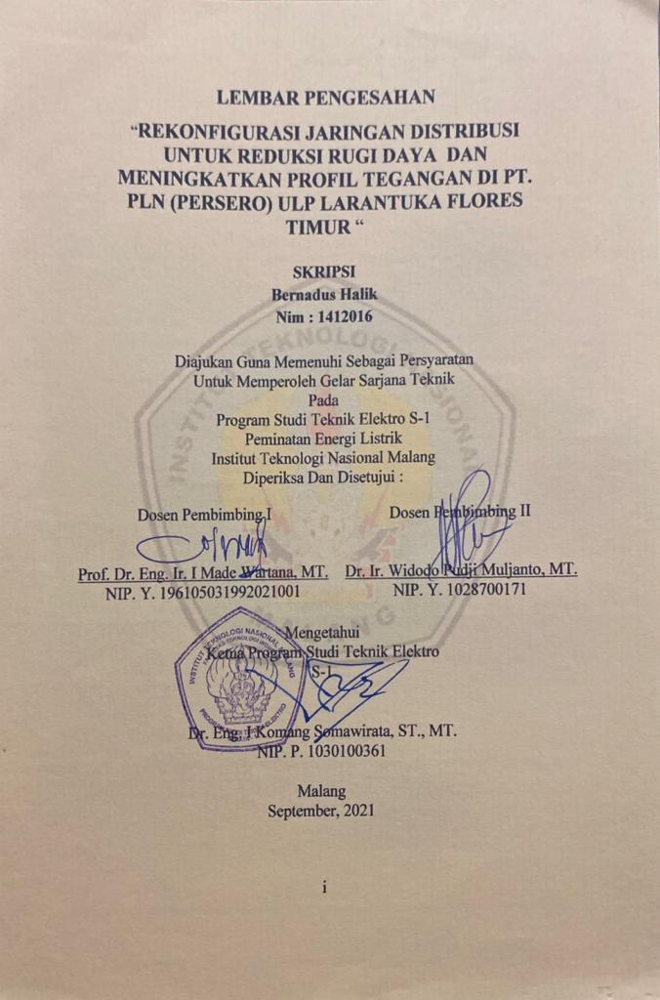 LEMBAR PENGESAHAN
“REKONFIGURASI JARINGAN DISTRIBUSI
UNTUK REDUKSI RUGI DAYA DAN
MENINGKATKAN PROFIL TEGANGAN DI PT.
PLN (PERSERO) ULP LARANTUKA FLORES
TIMUR “
SKRIPSI
Bernadus Halik
Nim : 1412016
INSTITUT TEKNOLOGI NASIONAL
MALANG
Diajukan Guna Memenuhi Sebagai Persyaratan
Untuk Memperoleh Gelar Sarjana Teknik
Pada
Program Studi Teknik Elektro S-1
Peminatan Energi Listrik
Institut Teknologi Nasional Malang
Diperiksa Dan Disetujui :
Dosen Pembimbing I Dosen Pembimbing II
Prof. Dr. Eng. Ir. I Made Wartana, MT. Dr. Ir. Widodo Pudji Muljanto, MT.
NIP. Y. 196105031992021001 NIP. Y. 1028700171
Mengetahui
Ketua Program Studi Teknik Elektro
S-1
INSTITUT TEKNOLOGI NASIONAL MALANG
Dr. Eng. I Komang Somawirata, ST., MT.
NIP. P. 1030100361
Malang
September, 2021
i